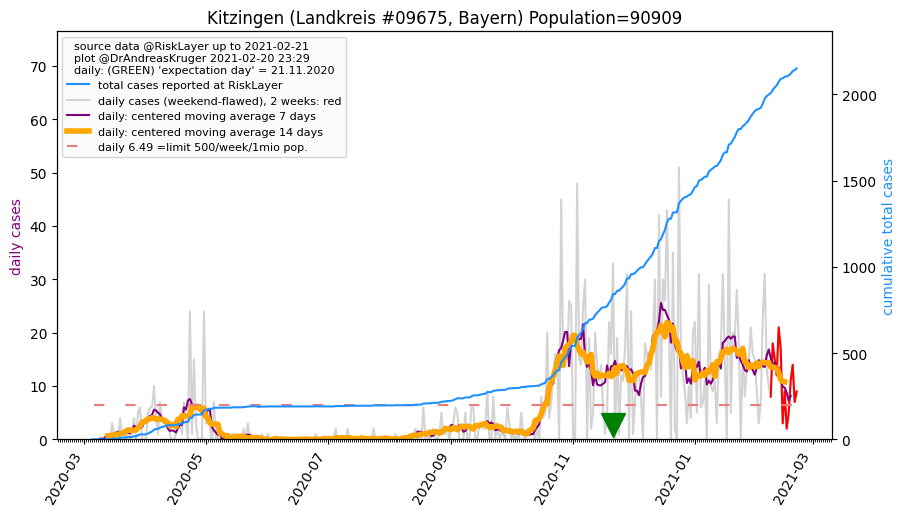 Kitzingen (Landkreis #09675, Bayern) Population=90909
source data @RiskLayer up to 2021-02-21
plot @DrAndreasKruger 2021-02-20 23:29
daily: (GREEN) 'expectation day' = 21.11.2020
total cases reported at RiskLayer
daily cases (weekend-flawed), 2 weeks: red
daily: centered moving average 7 days
daily: centered moving average 14 days
daily 6.49 =limit 500/week/1mio pop.
daily cases
70
60
50
40
30
20
10
0
cumulative total cases
2000
1500
1000
500
0
2020-03
2020-05
2020-07
2020-09
2020-11
2021-01
2021-03